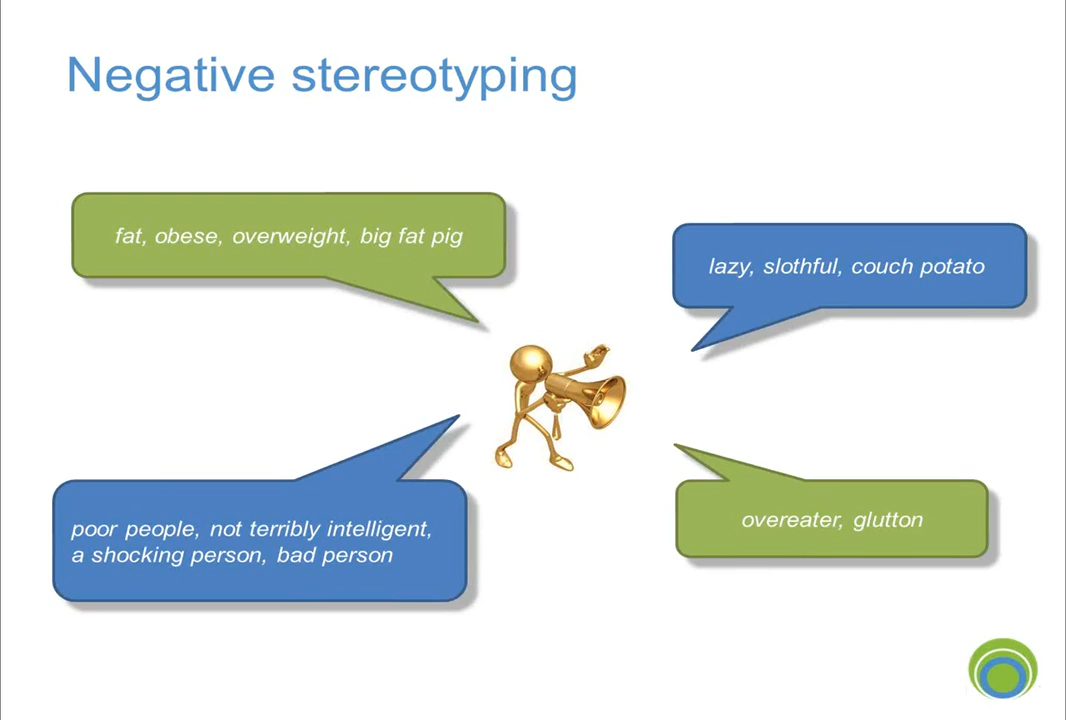 Negative stereotyping
fat, obese, overweight, big fat pig
lazy, slothful, couch potato
poor people, not terribly intelligent,
a shocking person, bad person
overeater, glutton